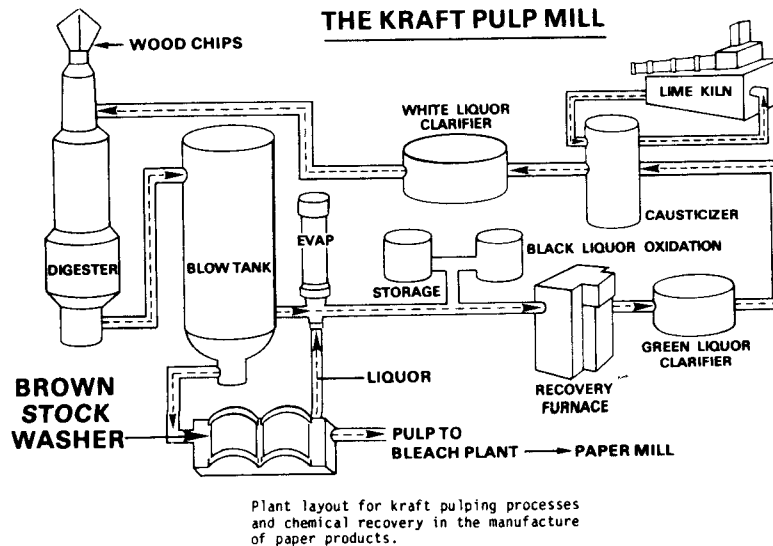 THE KRAFT PULP MILL
WOOD CHIPS
LIME KILN
WHITE LIQUOR
CLARIFIER
CAUSTICIZER
EVAP
BLACK LIQUOR OXIDATION
DIGESTER
BLOW TANK
STORAGE
GREEN LIQUOR
CLARIFIER
RECOVERY
FURNACE
LIQUOR
BROWN
STOCK
WASHER
PULP TO
BLEACH PLANT
PAPER MILL
Plant layout for kraft pulping processes
and chemical recovery in the manufacture
of paper products.